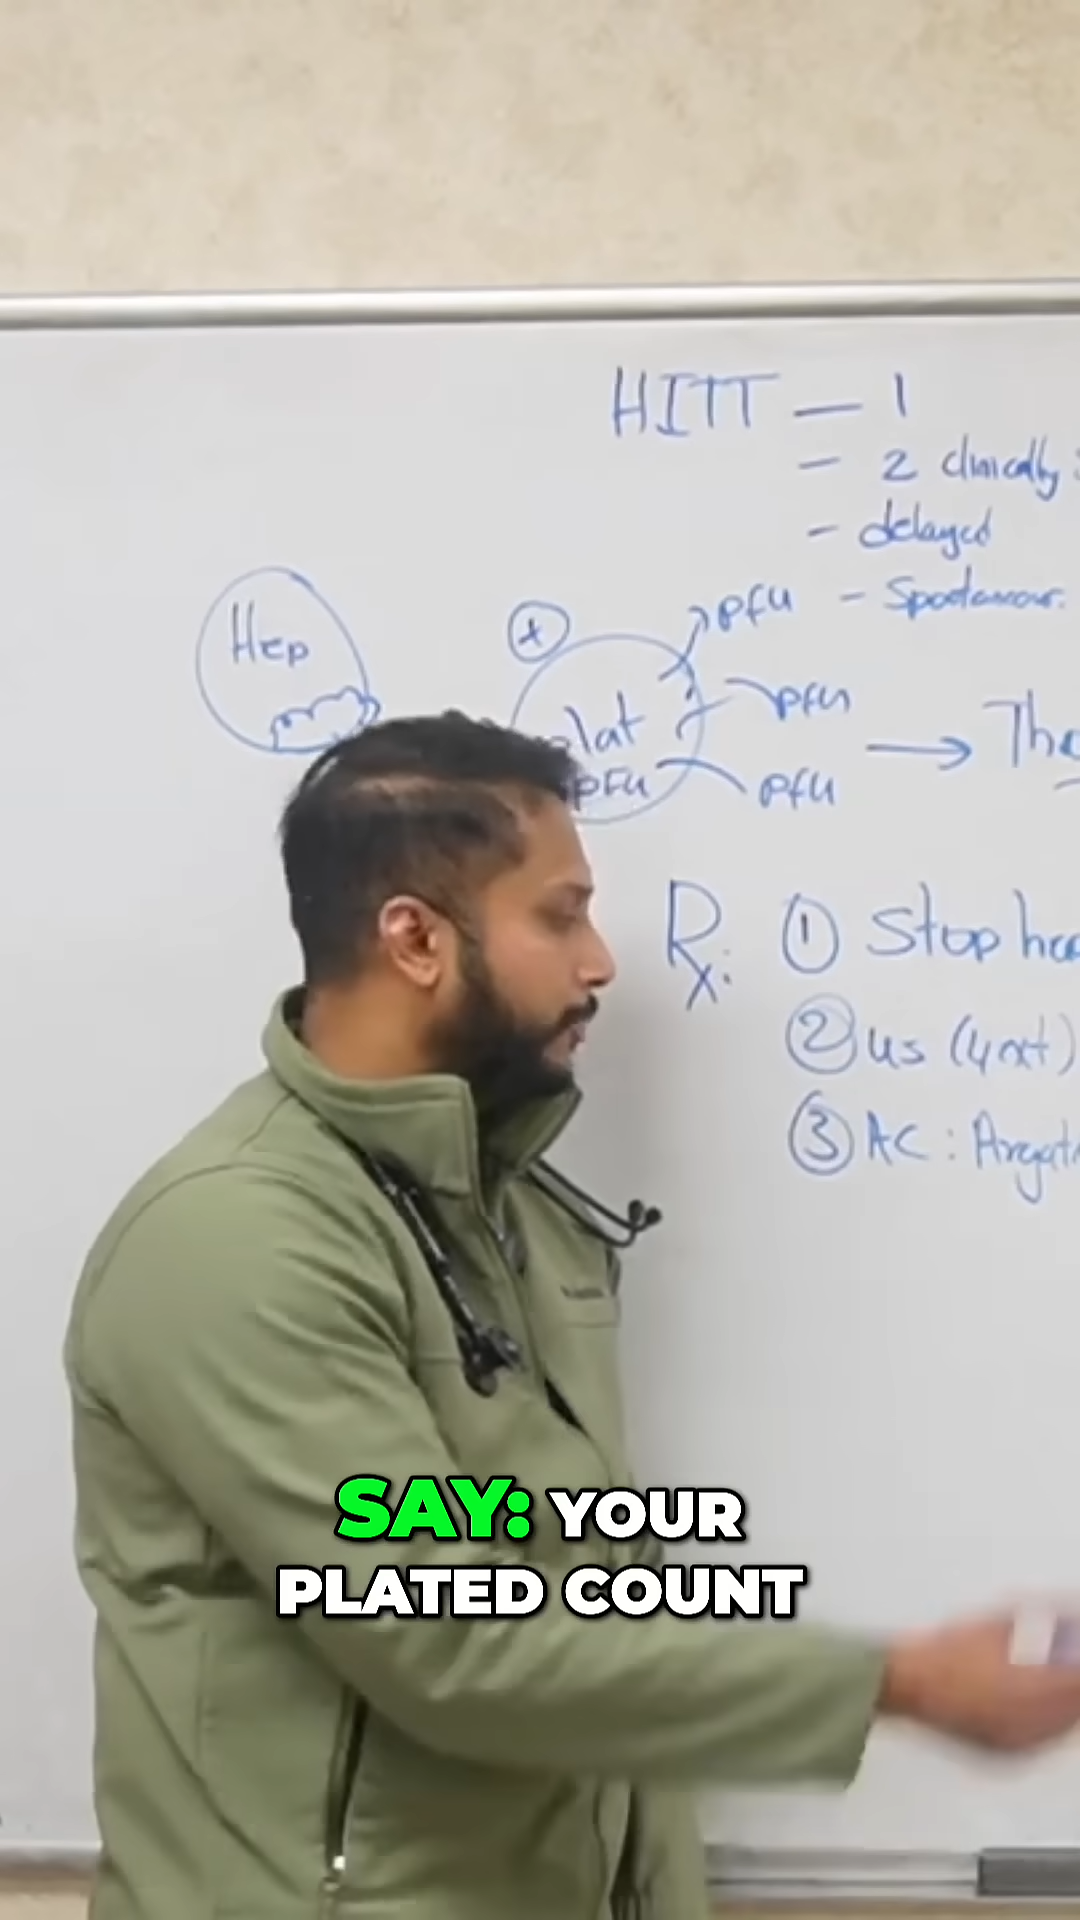 HITT — 1
- 2 clinically
- delayed
- Spontaneous.
Hep
+
PF4
plat
PF4
PF4
PF4
→
Rx: ① Stop hep
② us (4 ext)
③ AC: Argat
SAY: YOUR
PLATED COUNT